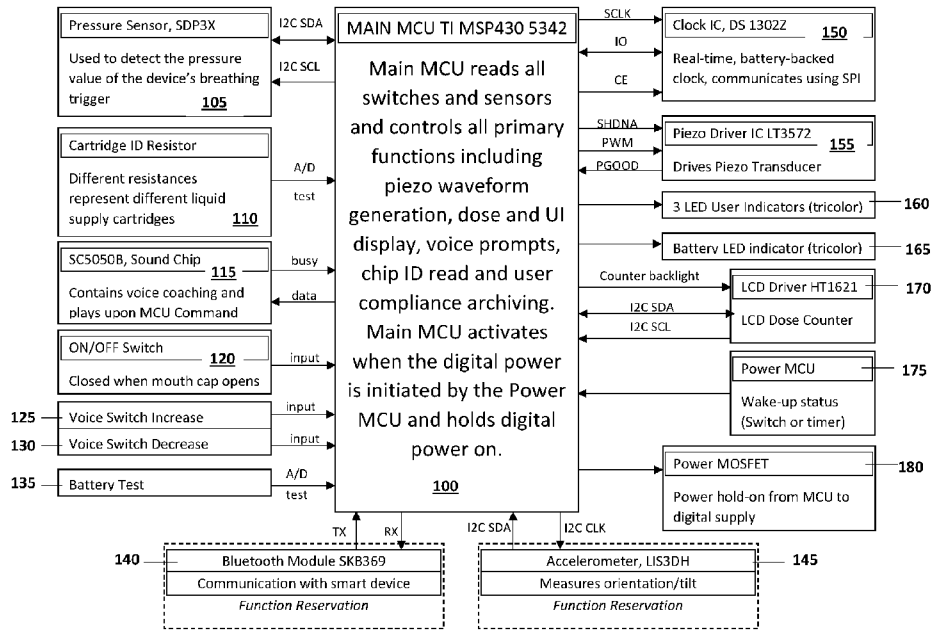 Pressure Sensor, SDP3X
Used to detect the pressure
value of the device's breathing
trigger
105
I2C SDA
I2C SCL
Cartridge ID Resistor
Different resistances
represent different liquid
supply cartridges
110
A/D
test
SC5050B, Sound Chip
115
Contains voice coaching and
plays upon MCU Command
busy
data
ON/OFF Switch
120
Closed when mouth cap opens
input
125
Voice Switch Increase
input
130
Voice Switch Decrease
input
135
Battery Test
A/D
test
MAIN MCU TI MSP430 5342
Main MCU reads all
switches and sensors
and controls all primary
functions including
piezo waveform
generation, dose and UI
display, voice prompts,
chip ID read and user
compliance archiving.
Main MCU activates
when the digital power
is initiated by the Power
MCU and holds digital
power on.
100
SCLK
IO
CE
Clock IC, DS 1302Z
150
Real-time, battery-backed
clock, communicates using SPI
SHDNA
PWM
PGOOD
Piezo Driver IC LT3572
155
Drives Piezo Transducer
3 LED User Indicators (tricolor)
160
Battery LED indicator (tricolor)
165
Counter backlight
I2C SDA
I2C SCL
LCD Driver HT1621
170
LCD Dose Counter
Power MCU
175
Wake-up status
(Switch or timer)
Power MOSFET
180
Power hold-on from MCU to
digital supply
TX
RX
I2C SDA
I2C CLK
140
Bluetooth Module SKB369
Communication with smart device
Function Reservation
Accelerometer, LIS3DH
145
Measures orientation/tilt
Function Reservation